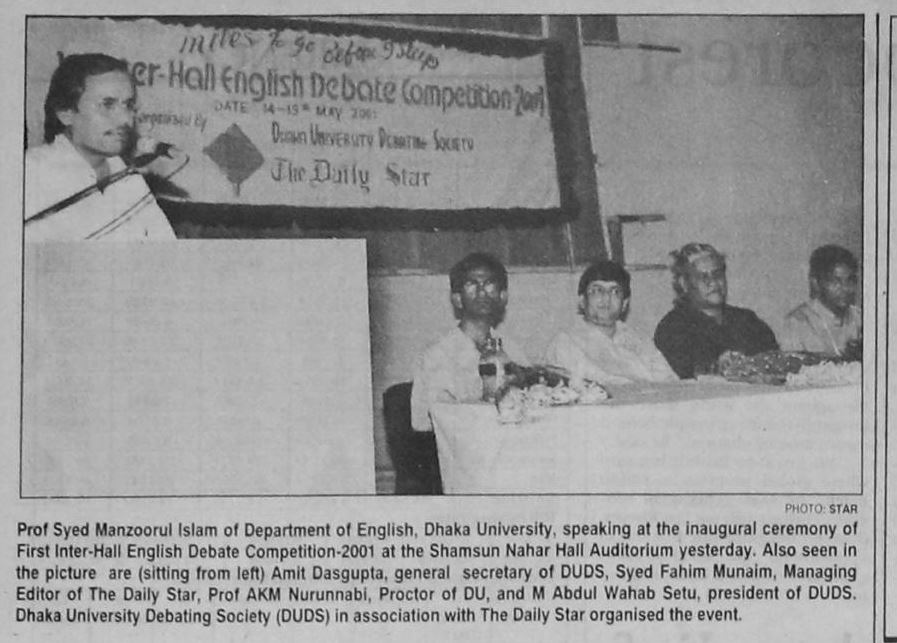 miles to go before I sleep
er-Hall English Debate Competition-2001
DATE 14-19th MAY 2001
Organised By
DHAKA UNIVERSITY DEBATING SOCIETY
The Daily Star
PHOTO: STAR
Prof Syed Manzoorul Islam of Department of English, Dhaka University, speaking at the inaugural ceremony of
First Inter-Hall English Debate Competition-2001 at the Shamsun Nahar Hall Auditorium yesterday. Also seen in
the picture are (sitting from left) Amit Dasgupta, general secretary of DUDS, Syed Fahim Munaim, Managing
Editor of The Daily Star, Prof AKM Nurunnabi, Proctor of DU, and M Abdul Wahab Setu, president of DUDS.
Dhaka University Debating Society (DUDS) in association with The Daily Star organised the event.